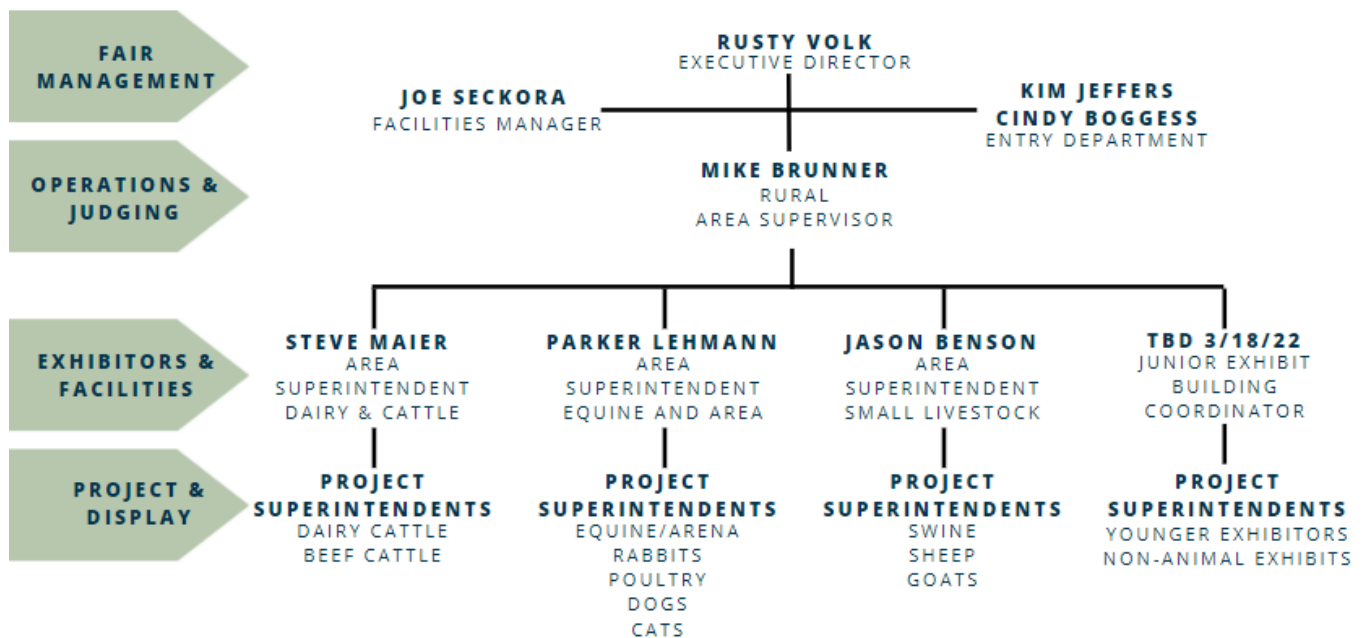 FAIR
MANAGEMENT
RUSTY VOLK
EXECUTIVE DIRECTOR
JOE SECKORA
FACILITIES MANAGER
KIM JEFFERS
CINDY BOGGESS
ENTRY DEPARTMENT
OPERATIONS &
JUDGING
MIKE BRUNNER
RURAL
AREA SUPERVISOR
EXHIBITORS &
FACILITIES
STEVE MAIER
AREA
SUPERINTENDENT
DAIRY & CATTLE
PARKER LEHMANN
AREA
SUPERINTENDENT
EQUINE AND AREA
JASON BENSON
AREA
SUPERINTENDENT
SMALL LIVESTOCK
TBD 3/18/22
JUNIOR EXHIBIT
BUILDING
COORDINATOR
PROJECT &
DISPLAY
PROJECT
SUPERINTENDENTS
DAIRY CATTLE
BEEF CATTLE
PROJECT
SUPERINTENDENTS
EQUINE/ARENA
RABBITS
POULTRY
DOGS
CATS
PROJECT
SUPERINTENDENTS
SWINE
SHEEP
GOATS
PROJECT
SUPERINTENDENTS
YOUNGER EXHIBITORS
NON-ANIMAL EXHIBITS